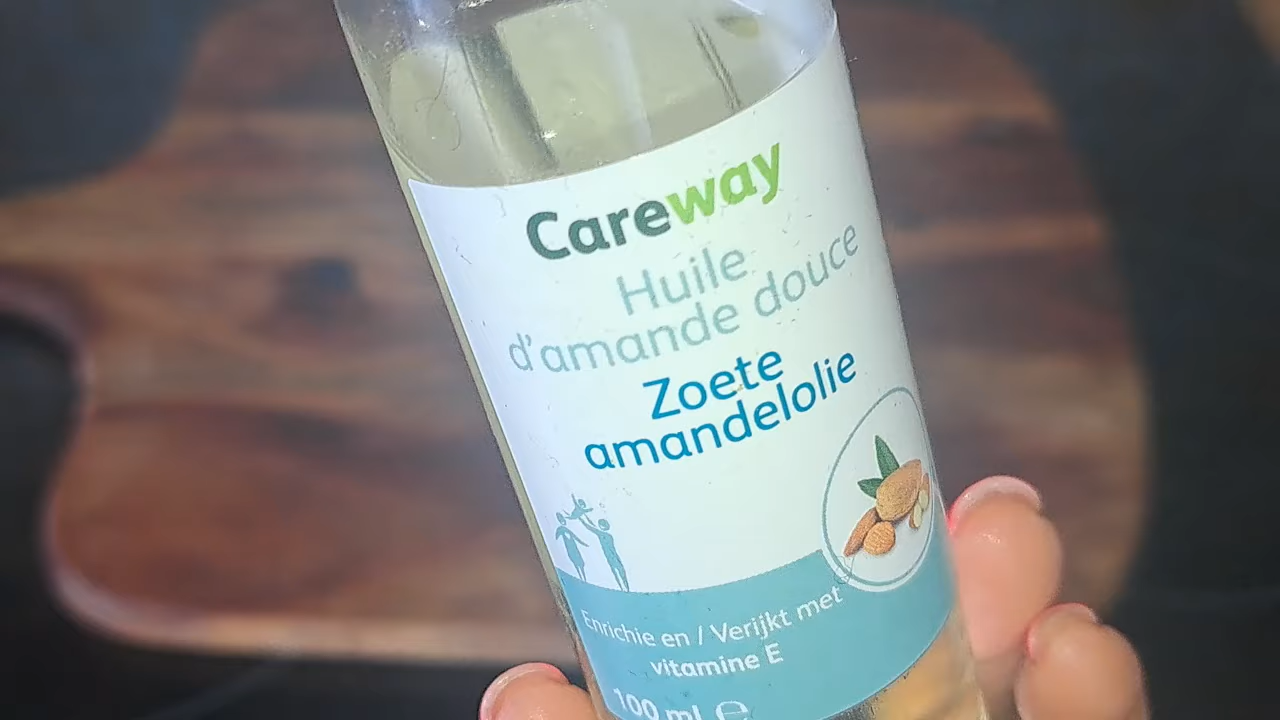 Careway
Huile
d'amande douce
Zoete
amandelolie
Enrichie en / Verijkt met
vitamine E
100 ml ℮